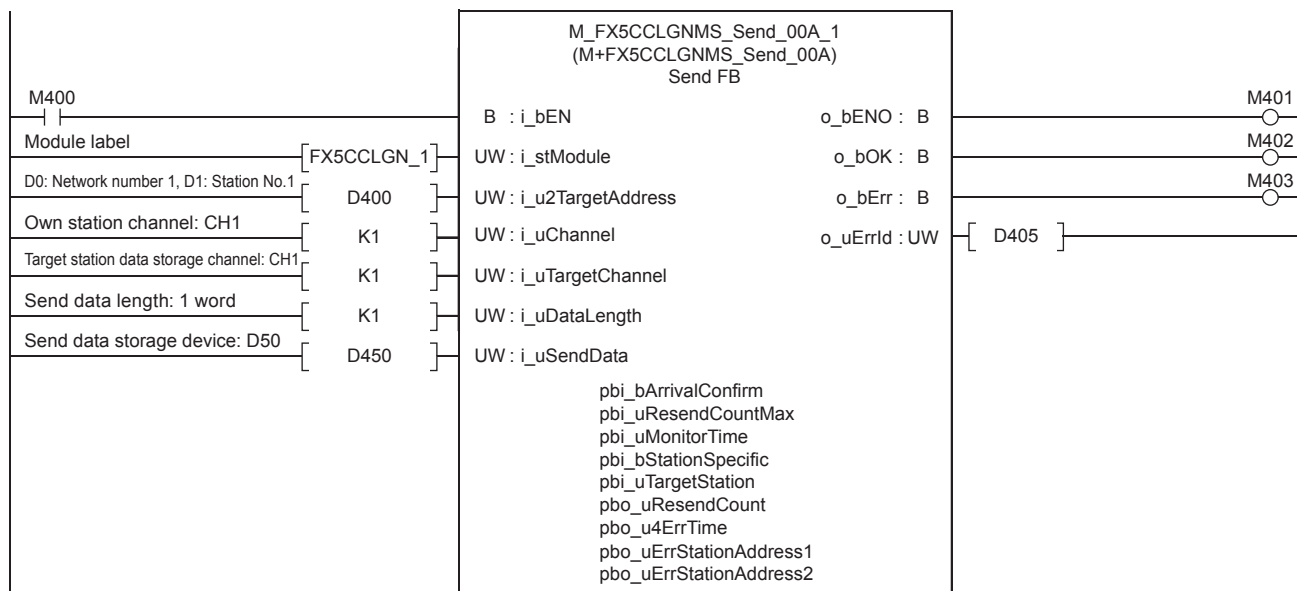 M_FX5CCLGNMS_Send_00A_1
(M+FX5CCLGNMS_Send_00A)
Send FB
M400
B : i_bEN
o_bENO : B
M401
Module label
FX5CCLGN_1
UW : i_stModule
o_bOK : B
M402
D0: Network number 1, D1: Station No.1
D400
UW : i_u2TargetAddress
o_bErr : B
M403
Own station channel: CH1
K1
UW : i_uChannel
o_uErrId : UW
D405
Target station data storage channel: CH1
K1
UW : i_uTargetChannel
Send data length: 1 word
K1
UW : i_uDataLength
Send data storage device: D50
D450
UW : i_uSendData
pbi_bArrivalConfirm
pbi_uResendCountMax
pbi_uMonitorTime
pbi_bStationSpecific
pbi_uTargetStation
pbo_uResendCount
pbo_u4ErrTime
pbo_uErrStationAddress1
pbo_uErrStationAddress2